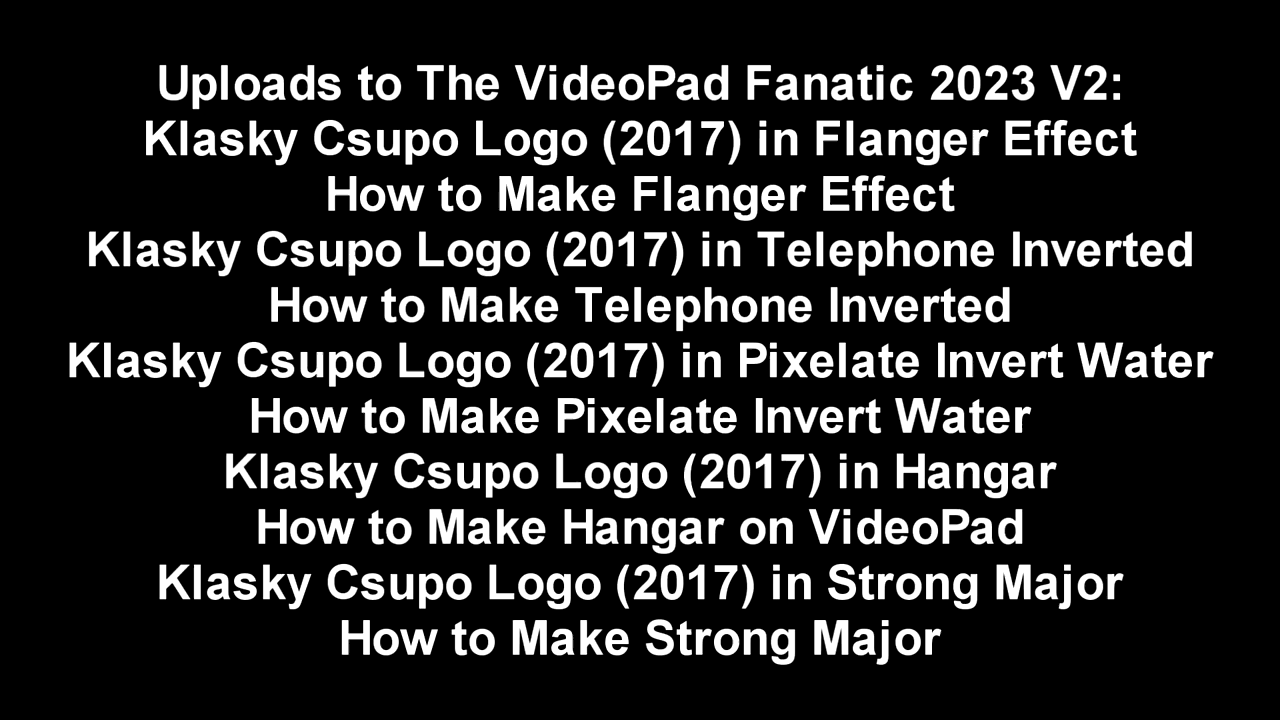 Uploads to The VideoPad Fanatic 2023 V2:
Klasky Csupo Logo (2017) in Flanger Effect
How to Make Flanger Effect
Klasky Csupo Logo (2017) in Telephone Inverted
How to Make Telephone Inverted
Klasky Csupo Logo (2017) in Pixelate Invert Water
How to Make Pixelate Invert Water
Klasky Csupo Logo (2017) in Hangar
How to Make Hangar on VideoPad
Klasky Csupo Logo (2017) in Strong Major
How to Make Strong Major